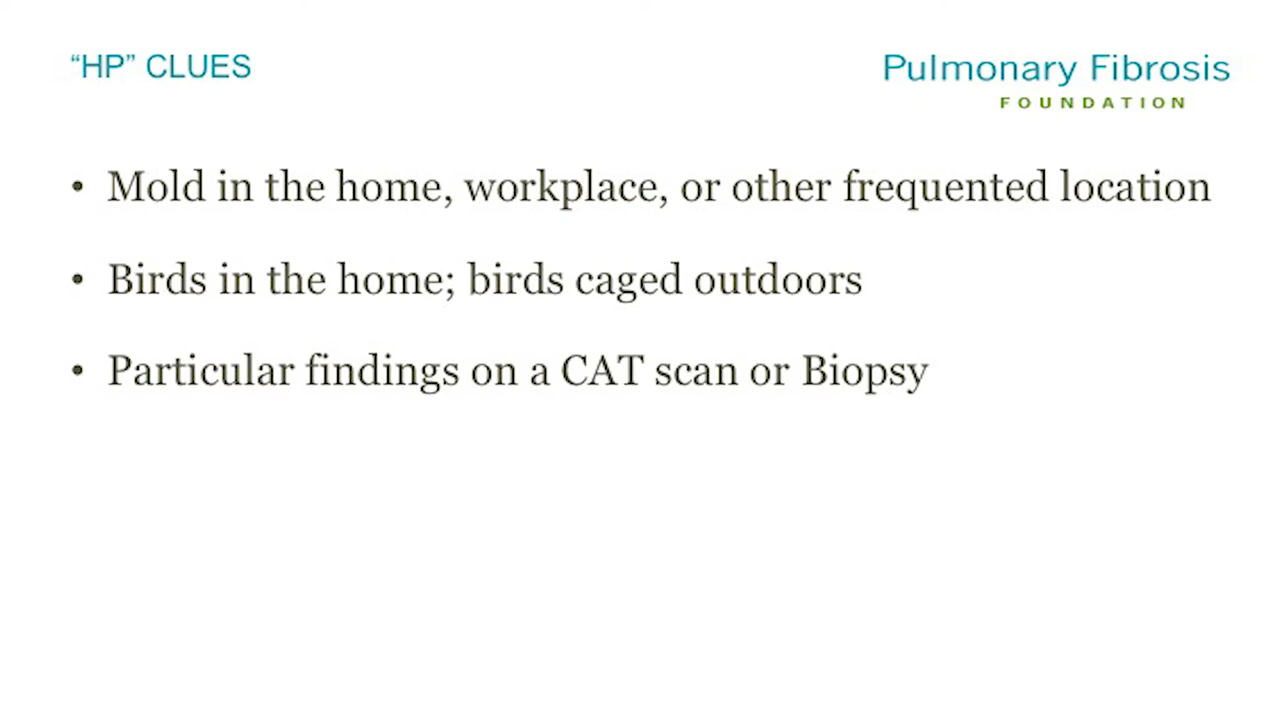 “HP” CLUES
Pulmonary Fibrosis
FOUNDATION
• Mold in the home, workplace, or other frequented location
• Birds in the home; birds caged outdoors
• Particular findings on a CAT scan or Biopsy